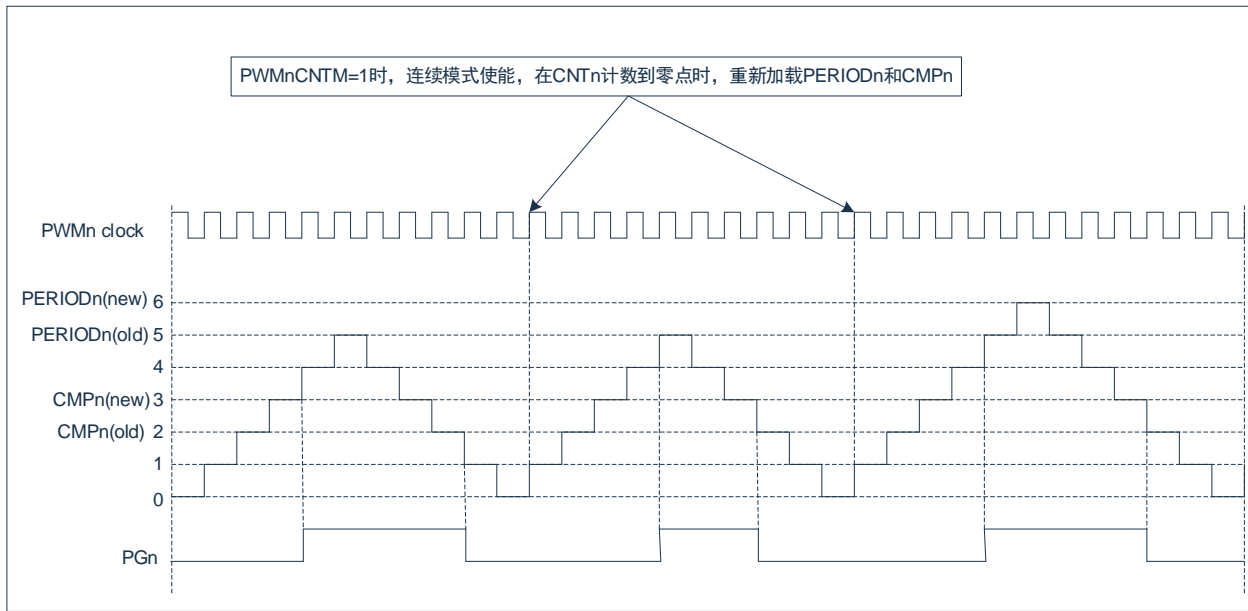 PWMnCNTM=1时，连续模式使能，在CNTn计数到零点时，重新加载PERIODn和CMPn
PWMn clock
PERIODn(new) 6
PERIODn(old) 5
4
CMPn(new) 3
CMPn(old) 2
1
0
PGn